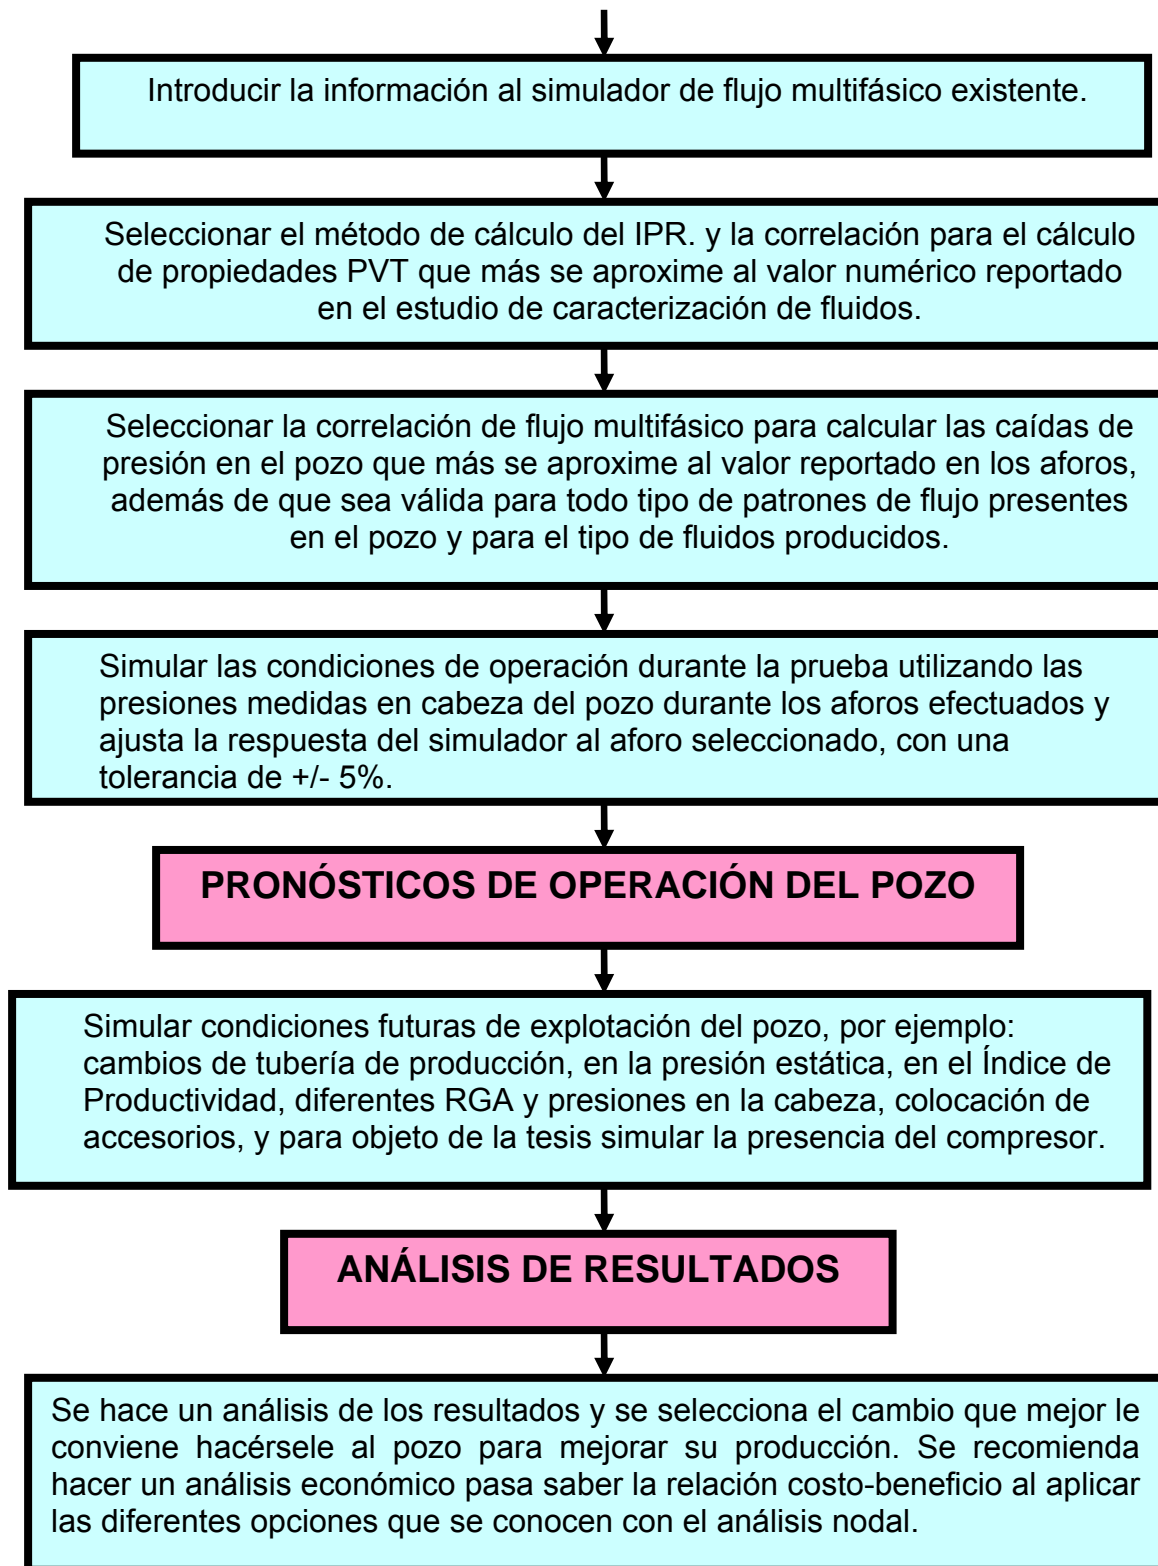 Introducir la información al simulador de flujo multifásico existente.
Seleccionar el método de cálculo del IPR. y la correlación para el cálculo
de propiedades PVT que más se aproxime al valor numérico reportado
en el estudio de caracterización de fluidos.
Seleccionar la correlación de flujo multifásico para calcular las caídas de
presión en el pozo que más se aproxime al valor reportado en los aforos,
además de que sea válida para todo tipo de patrones de flujo presentes
en el pozo y para el tipo de fluidos producidos.
Simular las condiciones de operación durante la prueba utilizando las
presiones medidas en cabeza del pozo durante los aforos efectuados y
ajusta la respuesta del simulador al aforo seleccionado, con una
tolerancia de +/- 5%.
PRONÓSTICOS DE OPERACIÓN DEL POZO
Simular condiciones futuras de explotación del pozo, por ejemplo:
cambios de tubería de producción, en la presión estática, en el Índice de
Productividad, diferentes RGA y presiones en la cabeza, colocación de
accesorios, y para objeto de la tesis simular la presencia del compresor.
ANÁLISIS DE RESULTADOS
Se hace un análisis de los resultados y se selecciona el cambio que mejor le
conviene hacérsele al pozo para mejorar su producción. Se recomienda
hacer un análisis económico pasa saber la relación costo-beneficio al aplicar
las diferentes opciones que se conocen con el análisis nodal.